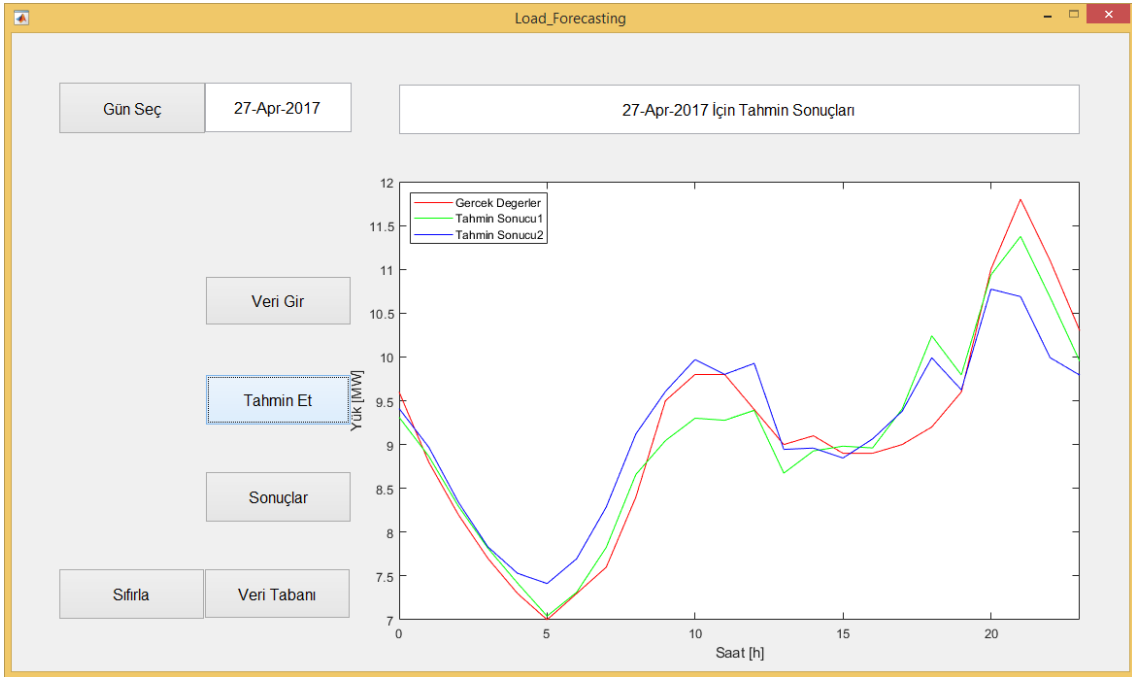 Load_Forecasting
Gün Seç
27-Apr-2017
27-Apr-2017 İçin Tahmin Sonuçları
Veri Gir
Tahmin Et
Sonuçlar
Sıfırla
Veri Tabanı
Gercek Degerler
Tahmin Sonucu1
Tahmin Sonucu2
12
11.5
11
10.5
10
9.5
9
8.5
8
7.5
7
Yük [MW]
0
5
10
15
20
Saat [h]